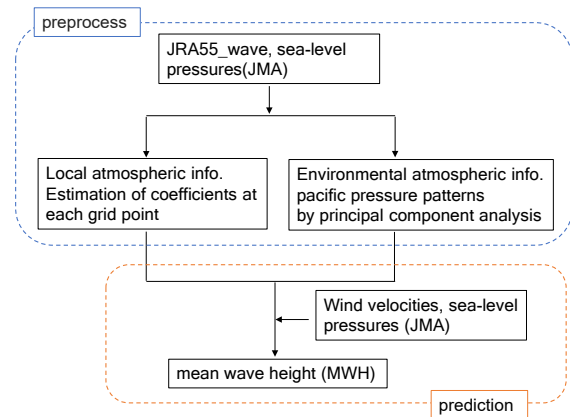 preprocess
JRA55_wave, sea-level
pressures(JMA)
Local atmospheric info.
Estimation of coefficients at
each grid point
Environmental atmospheric info.
pacific pressure patterns
by principal component analysis
Wind velocities, sea-level
pressures (JMA)
mean wave height (MWH)
prediction